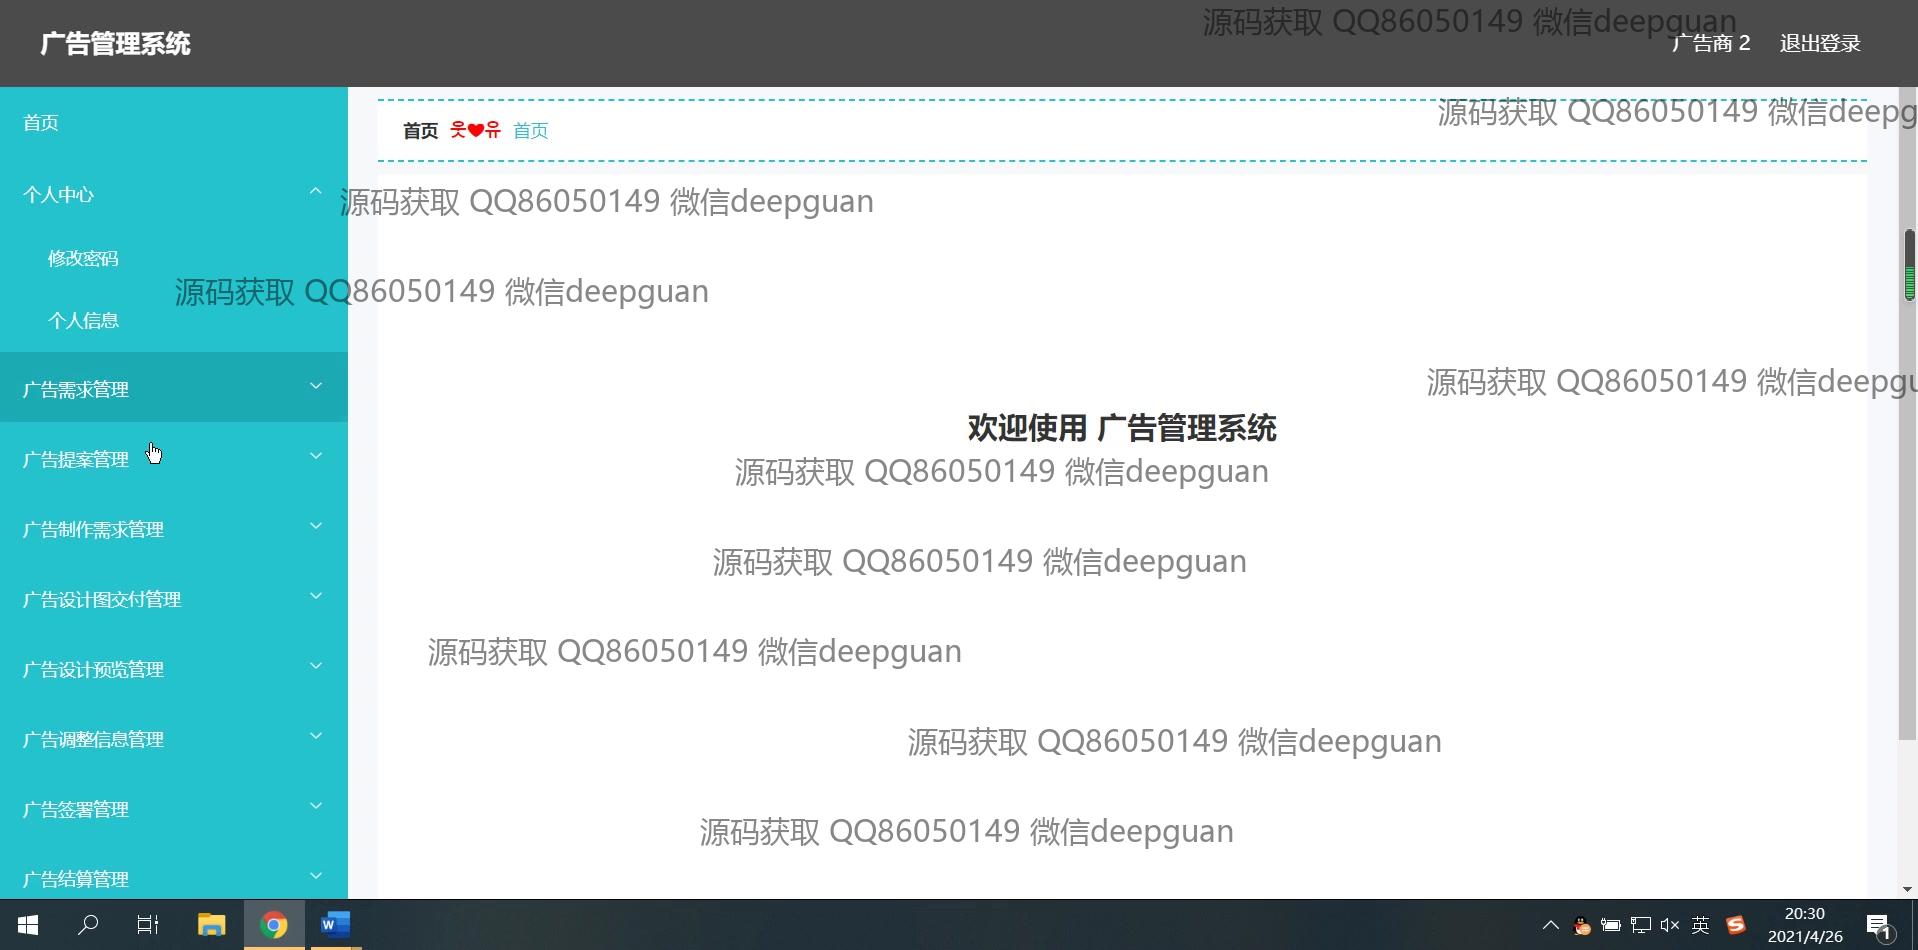 源码获取 QQ86050149 微信deepguan
广告管理系统
广告商 2 退出登录
首页
首页 웃❤유 首页
源码获取 QQ86050149 微信deepg
个人中心
源码获取 QQ86050149 微信deepguan
修改密码
源码获取 QQ86050149 微信deepguan
个人信息
广告需求管理
源码获取 QQ86050149 微信deepgu
欢迎使用 广告管理系统
广告提案管理
源码获取 QQ86050149 微信deepguan
广告制作需求管理
源码获取 QQ86050149 微信deepguan
广告设计图交付管理
源码获取 QQ86050149 微信deepguan
广告设计预览管理
广告调整信息管理
源码获取 QQ86050149 微信deepguan
广告签署管理
源码获取 QQ86050149 微信deepguan
广告结算管理
英
20:30
2021/4/26
1